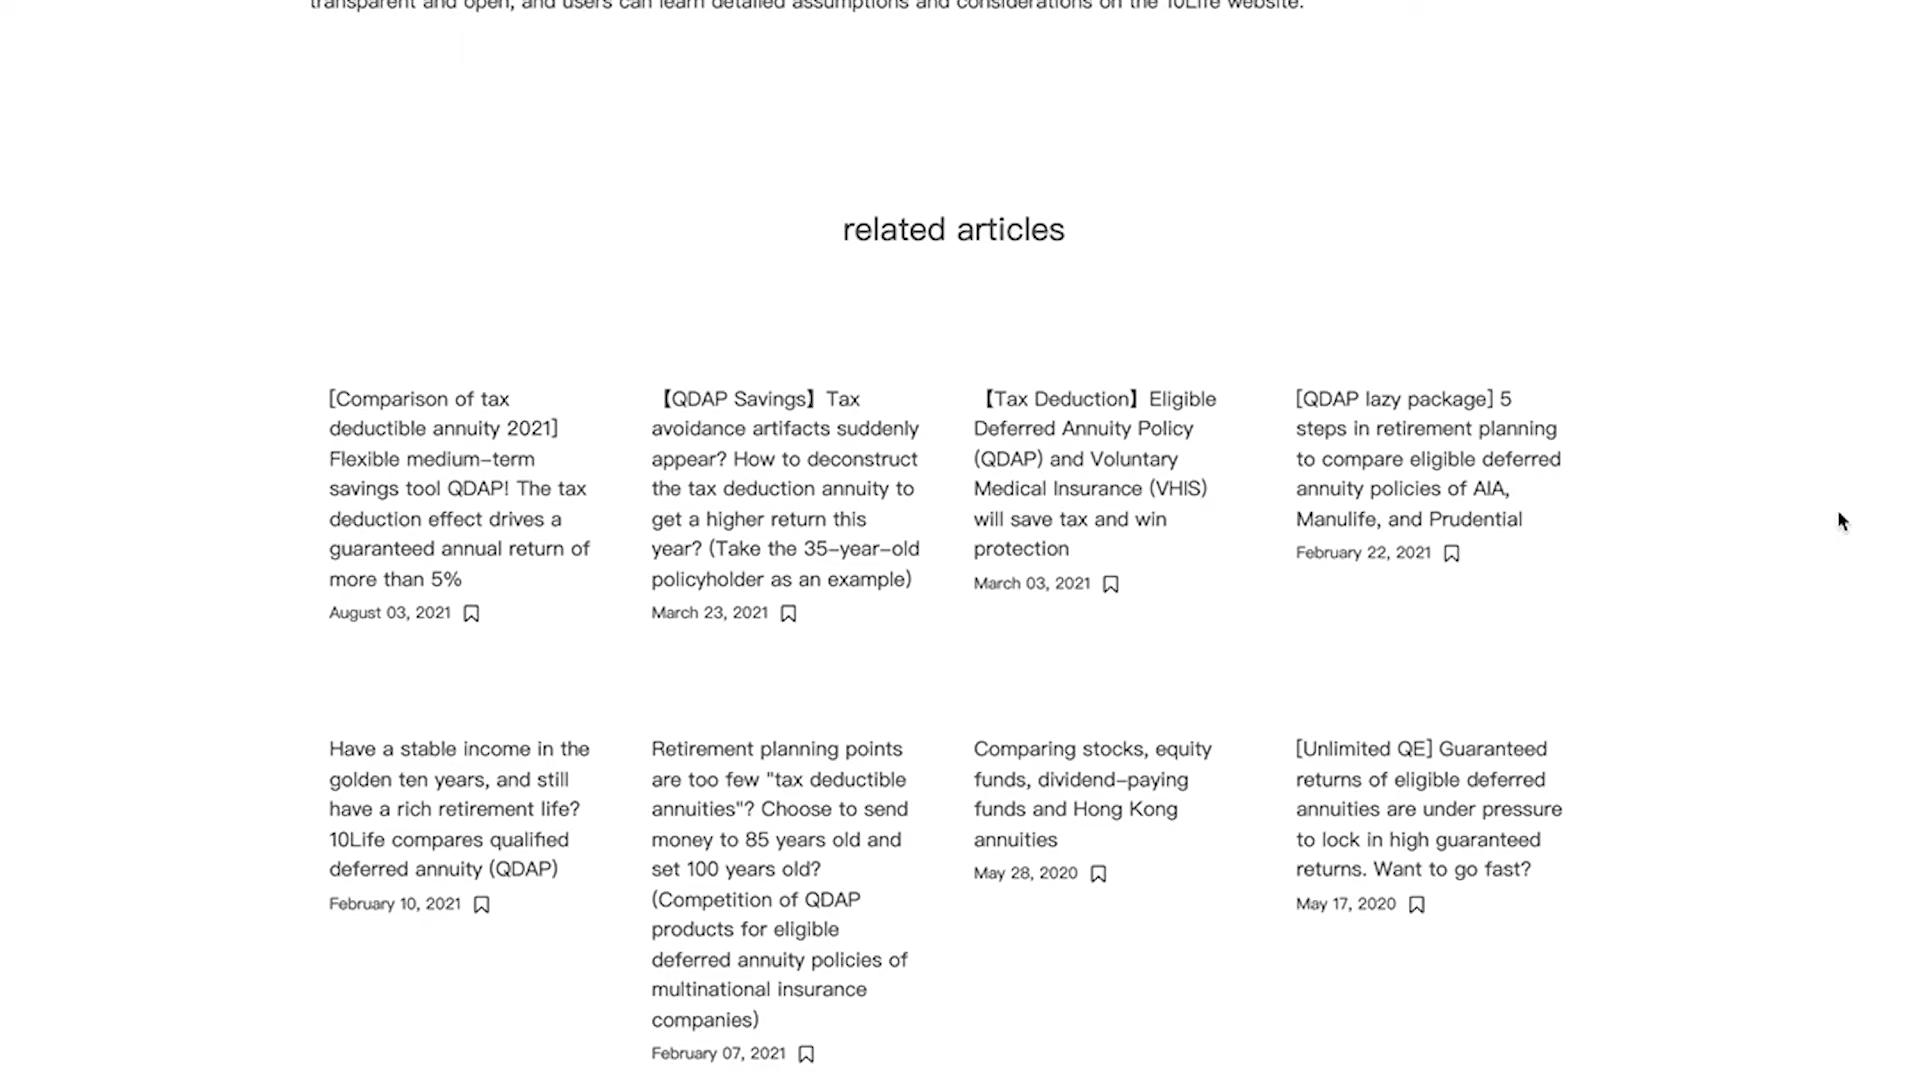 transparent and open, and users can learn detailed assumptions and considerations on the 10Life website.
related articles
[Comparison of tax
deductible annuity 2021]
Flexible medium-term
savings tool QDAP! The tax
deduction effect drives a
guaranteed annual return of
more than 5%
August 03, 2021
【QDAP Savings】Tax
avoidance artifacts suddenly
appear? How to deconstruct
the tax deduction annuity to
get a higher return this
year? (Take the 35-year-old
policyholder as an example)
March 23, 2021
【Tax Deduction】Eligible
Deferred Annuity Policy
(QDAP) and Voluntary
Medical Insurance (VHIS)
will save tax and win
protection
March 03, 2021
[QDAP lazy package] 5
steps in retirement planning
to compare eligible deferred
annuity policies of AIA,
Manulife, and Prudential
February 22, 2021
Have a stable income in the
golden ten years, and still
have a rich retirement life?
10Life compares qualified
deferred annuity (QDAP)
February 10, 2021
Retirement planning points
are too few "tax deductible
annuities"? Choose to send
money to 85 years old and
set 100 years old?
(Competition of QDAP
products for eligible
deferred annuity policies of
multinational insurance
companies)
February 07, 2021
Comparing stocks, equity
funds, dividend-paying
funds and Hong Kong
annuities
May 28, 2020
[Unlimited QE] Guaranteed
returns of eligible deferred
annuities are under pressure
to lock in high guaranteed
returns. Want to go fast?
May 17, 2020